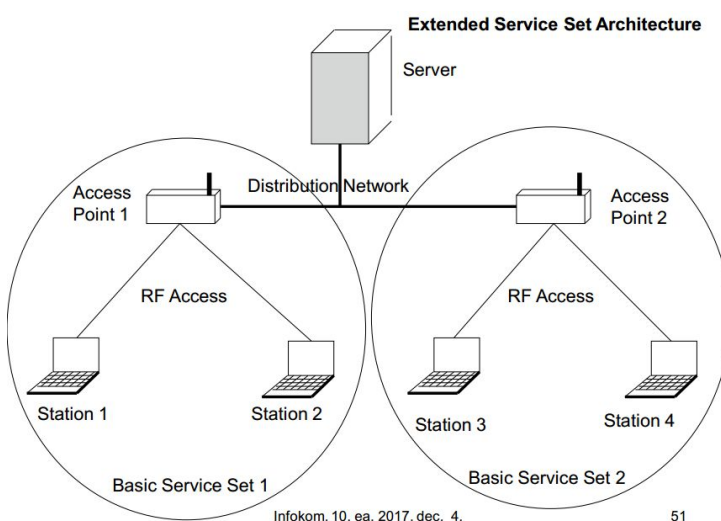 Extended Service Set Architecture
Server
Distribution Network
Access
Point 1
Access
Point 2
RF Access
RF Access
Station 1
Station 2
Station 3
Station 4
Basic Service Set 1
Basic Service Set 2
Infokom. 10. ea. 2017. dec. 4.
51